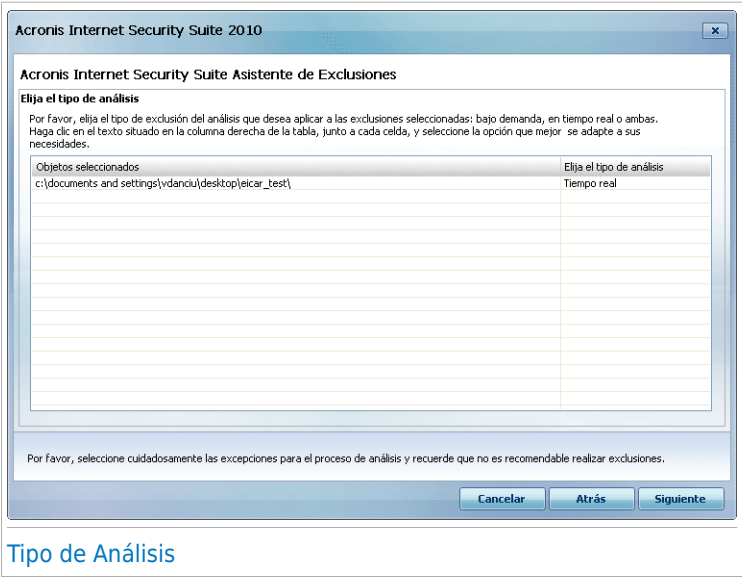 Acronis Internet Security Suite 2010
Acronis Internet Security Suite Asistente de Exclusiones
Elija el tipo de análisis
Por favor, elija el tipo de exclusión del análisis que desea aplicar a las exclusiones seleccionadas: bajo demanda, en tiempo real o ambas.
Haga clic en el texto situado en la columna derecha de la tabla, junto a cada celda, y seleccione la opción que mejor se adapte a sus
necesidades.
Objetos seleccionados Elija el tipo de análisis
c:\documents and settings\vdanciu\desktop\eicar_test\ Tiempo real
Por favor, seleccione cuidadosamente las excepciones para el proceso de análisis y recuerde que no es recomendable realizar exclusiones.
Cancelar Atrás Siguiente
Tipo de Análisis